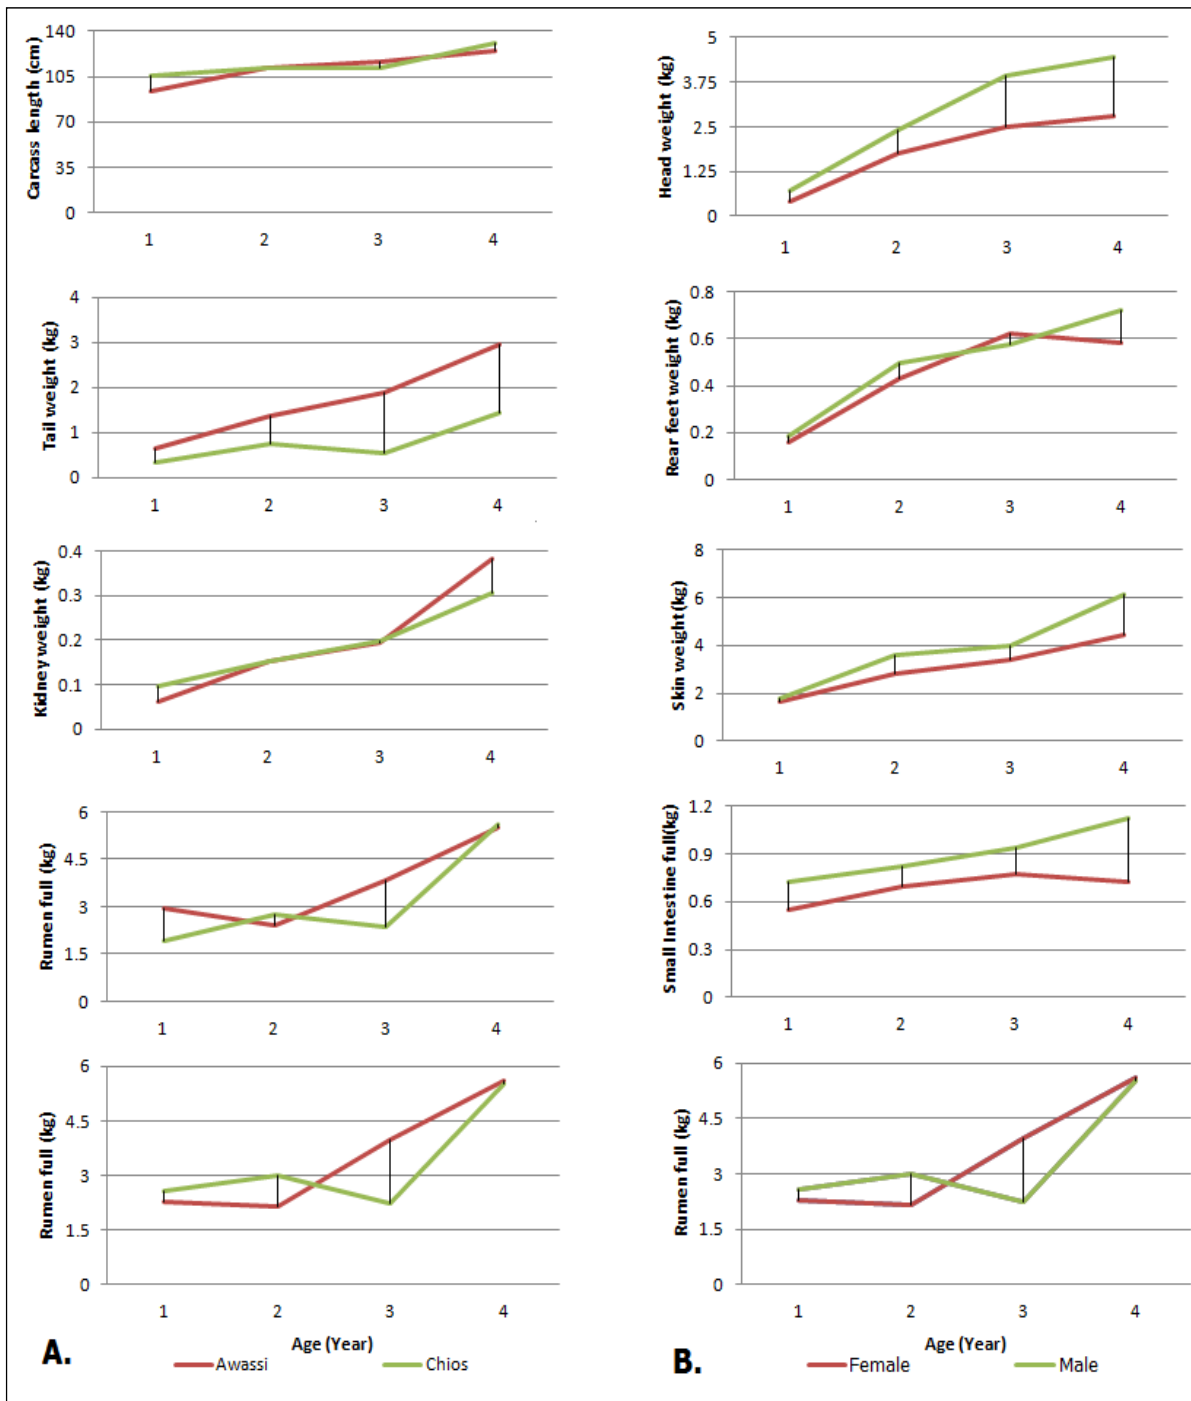 Carcass length (cm)
140
105
70
35
0
1 2 3 4
Tail weight (kg)
4
3
2
1
0
1 2 3 4
Kidney weight (kg)
0.4
0.3
0.2
0.1
0
1 2 3 4
Rumen full (kg)
6
4.5
3
1.5
0
1 2 3 4
Rumen full (kg)
6
4.5
3
1.5
0
1 2 3 4
Age (Year)
A.
Awassi Chios
Head weight (kg)
5
3.75
2.5
1.25
0
1 2 3 4
Rear feet weight (kg)
0.8
0.6
0.4
0.2
0
1 2 3 4
Skin weight(kg)
8
6
4
2
0
1 2 3 4
Small Intestine full(kg)
1.2
0.9
0.6
0.3
0
1 2 3 4
Rumen full (kg)
6
4.5
3
1.5
0
1 2 3 4
Age (Year)
B.
Female Male